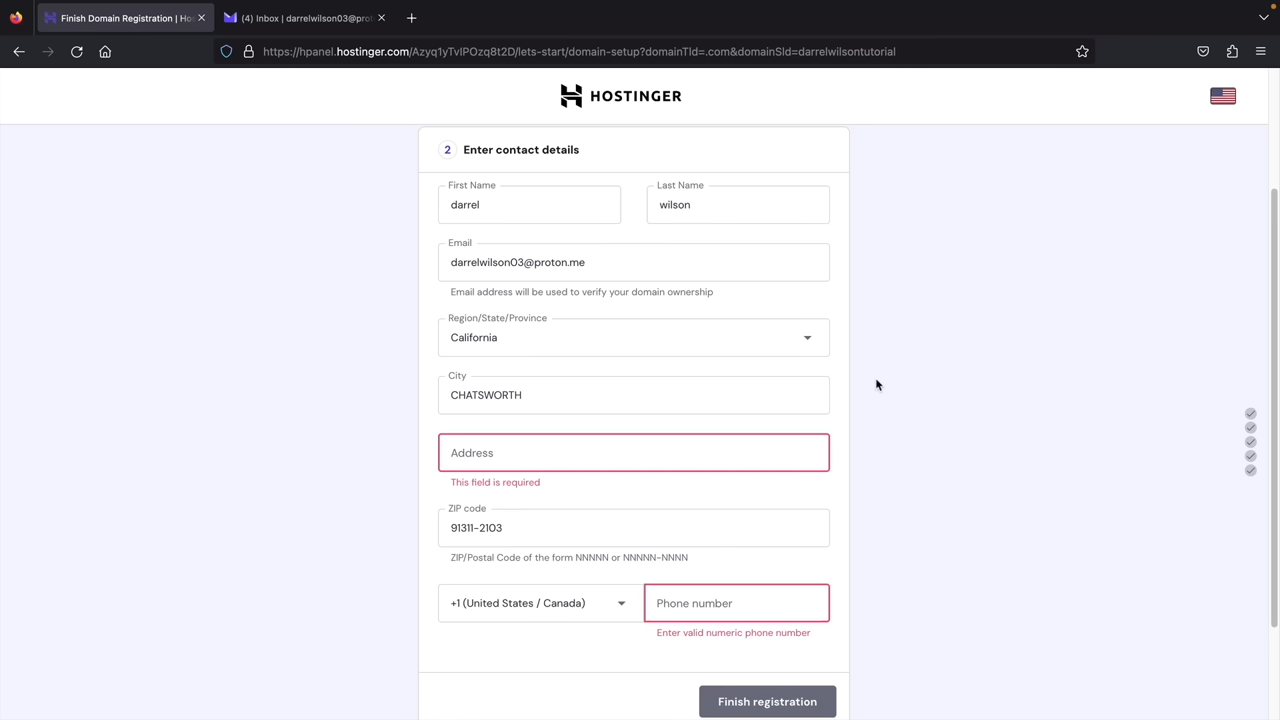 Finish Domain Registration | Hos
(4) Inbox | darrelwilson03@prot
https://hpanel.hostinger.com/Azyq1yTvIPOzq8t2D/lets-start/domain-setup?domainTld=.com&domainSld=darrelwilsontutorial
HOSTINGER
2 Enter contact details
First Name
Last Name
darrel
wilson
Email
darrelwilson03@proton.me
Email address will be used to verify your domain ownership
Region/State/Province
California
City
CHATSWORTH
Address
This field is required
ZIP code
91311-2103
ZIP/Postal Code of the form NNNNN or NNNNN-NNNN
+1 (United States / Canada)
Phone number
Enter valid numeric phone number
Finish registration